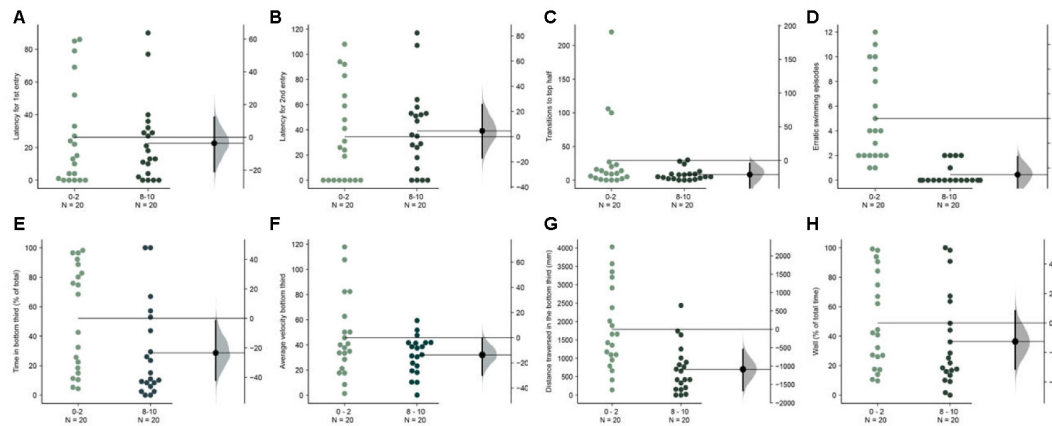 A
B
C
D
Latency for 1st entry
80
60
40
20
0
60
40
20
0
−20
0-2
N = 20
8-10
N = 20
Latency for 2nd entry
120
100
80
60
40
20
0
80
60
40
20
0
−20
−40
0-2
N = 20
8-10
N = 20
Transitions to top half
200
150
100
50
0
200
150
100
50
0
−50
0-2
N = 20
8-10
N = 20
Erratic swimming episodes
12
10
8
6
4
2
0
0-2
N = 20
8-10
N = 20
E
F
G
H
Time in bottom third (% of total)
100
80
60
40
20
0
40
20
0
−20
−40
0-2
N = 20
8-10
N = 20
Average velocity bottom third
120
100
80
60
40
20
0
60
40
20
0
−20
−40
0 - 2
N = 20
8 - 10
N = 20
Distance traversed in the bottom third (mm)
4000
3500
3000
2500
2000
1500
1000
500
000
2000
1500
1000
500
0
−500
−1000
−1500
−2000
0 - 2
N = 20
8 - 10
N = 20
Wall (% of total time)
100
80
60
40
20
0
0 - 2
N = 20
8 - 10
N = 20